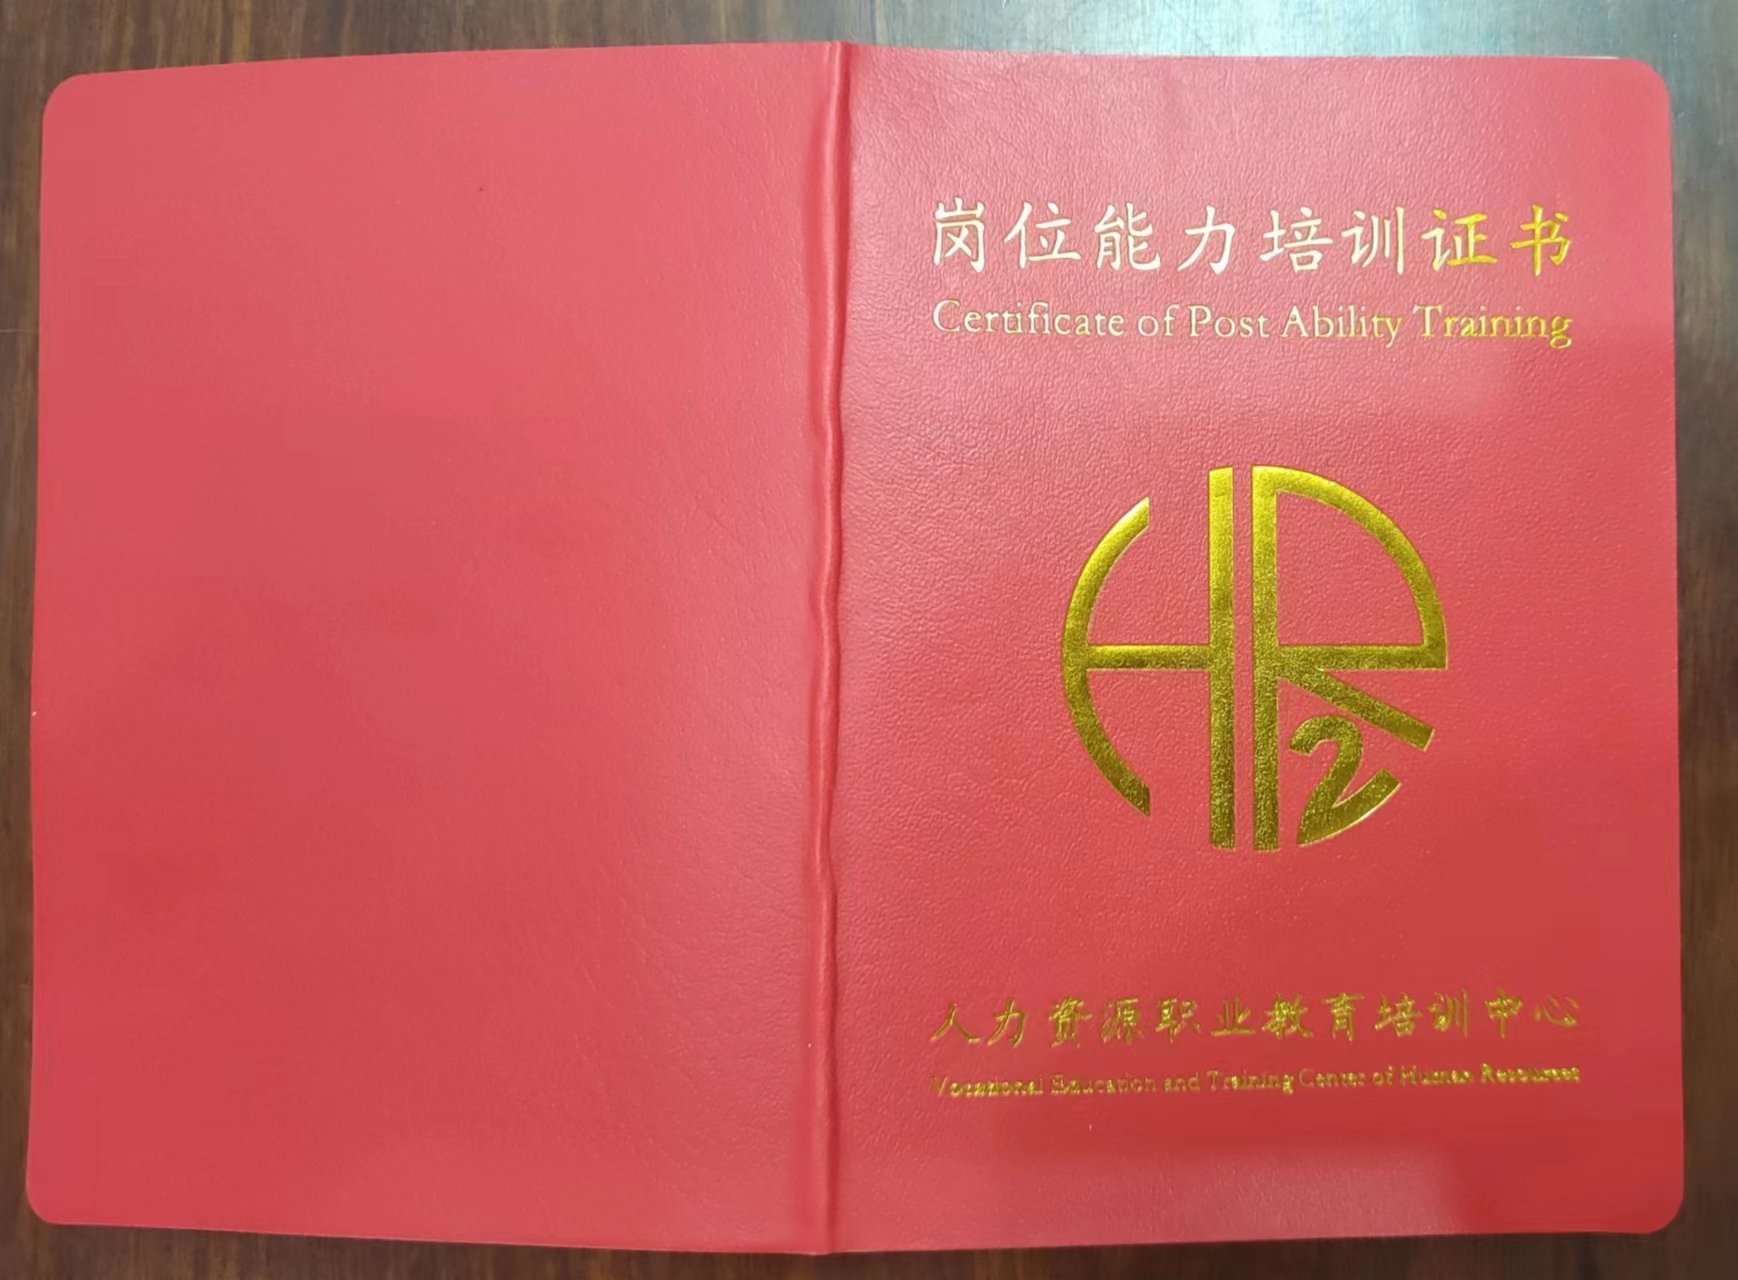 岗位能力培训证书
Certificate of Post Ability Training
HR2
人力资源职业教育培训中心
Vocational Education and Training Center of Human Resources